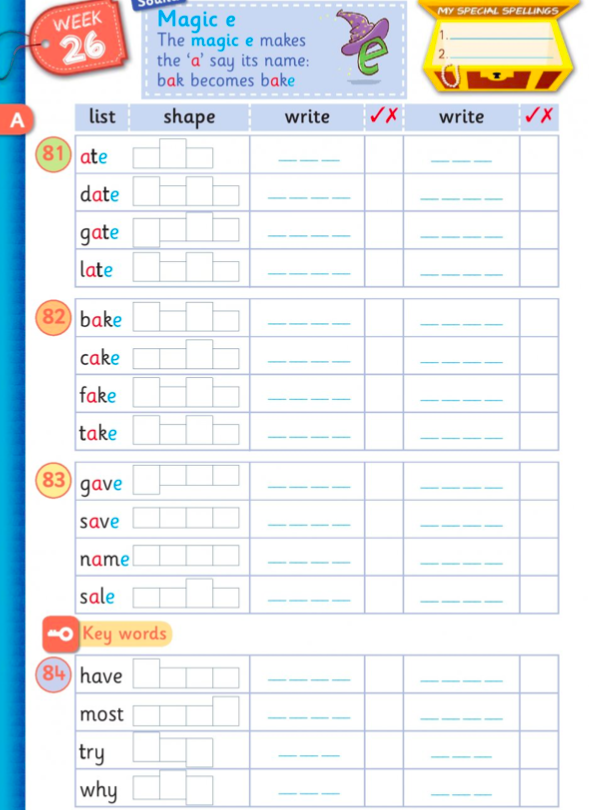 WEEK
26
Magic e
The magic e makes
the ‘a’ say its name:
bak becomes bake
e
MY SPECIAL SPELLINGS
1.
2.
A
list shape write ✓✗ write ✓✗
81 ate
date
gate
late
82 bake
cake
fake
take
83 gave
save
name
sale
Key words
84 have
most
try
why